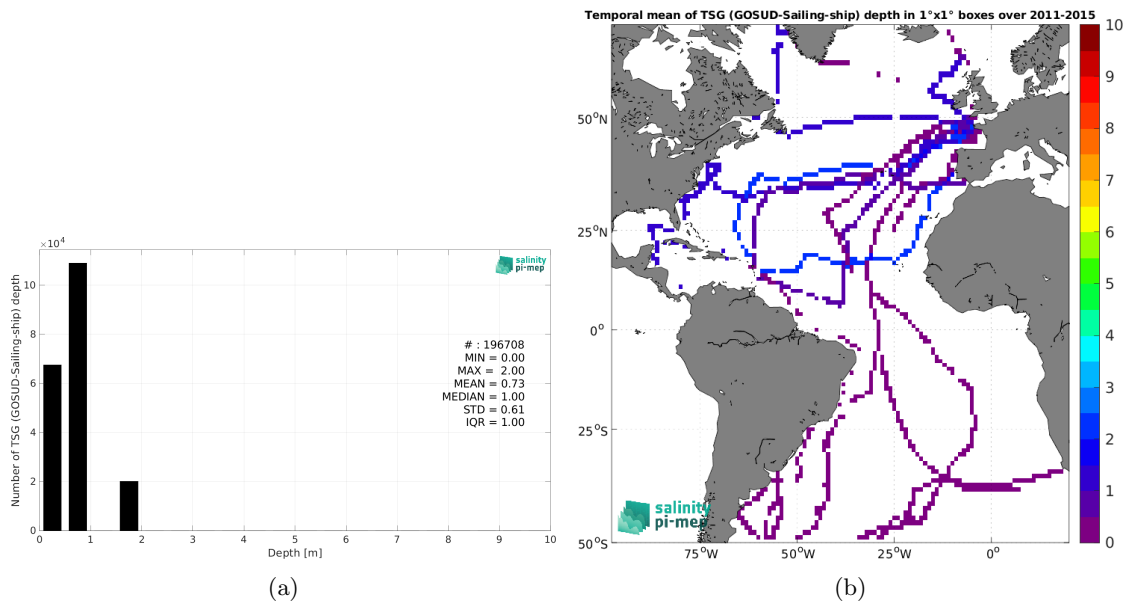 ×10⁴
10
8
6
4
2
0
Number of TSG (GOSUD-Sailing-ship) depth
salinity
pi-mep
# : 196708
MIN = 0.00
MAX = 2.00
MEAN = 0.73
MEDIAN = 1.00
STD = 0.61
IQR = 1.00
0 1 2 3 4 5 6 7 8 9 10
Depth [m]
(a)
Temporal mean of TSG (GOSUD-Sailing-ship) depth in 1°x1° boxes over 2011-2015
50°N
25°N
0°
25°S
50°S
salinity
pi-mep
75°W 50°W 25°W 0°
10
9
8
7
6
5
4
3
2
1
0
(b)